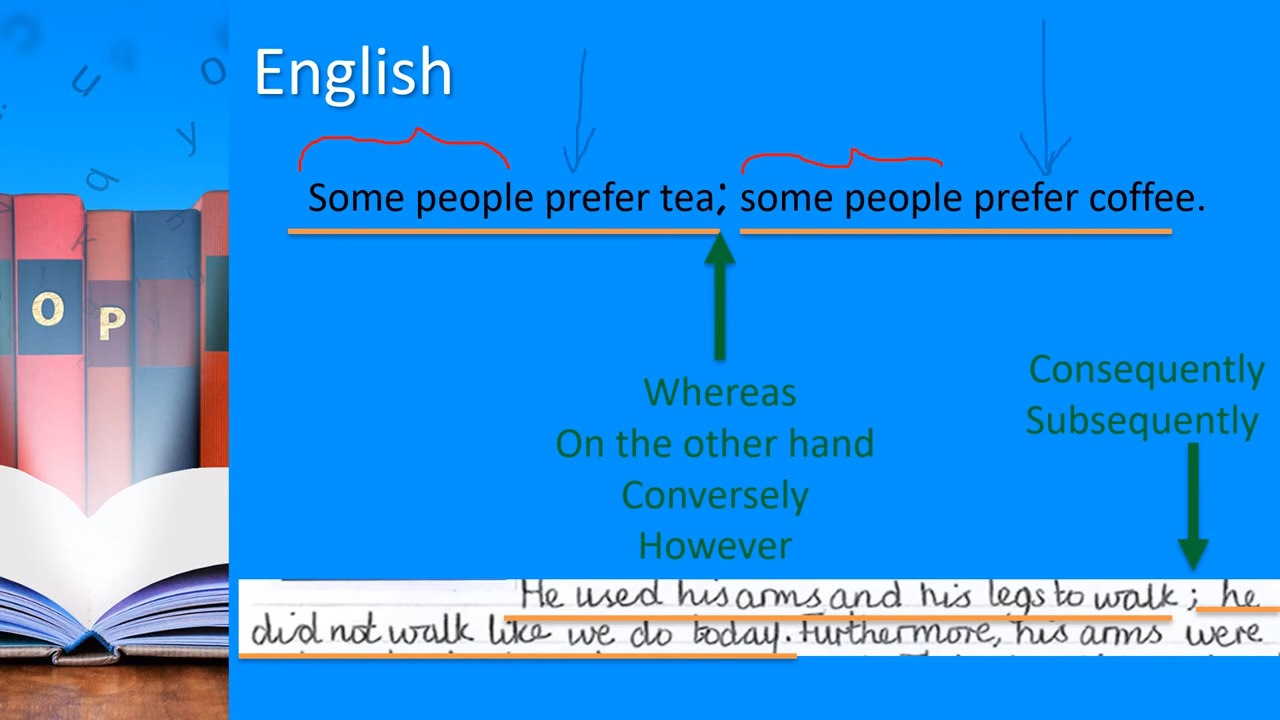 English
Some people prefer tea; some people prefer coffee.
Whereas
On the other hand
Conversely
However
Consequently
Subsequently
He used his arms and his legs to walk; he
did not walk like we do today. Furthermore, his arms were
u
o
y
q
k
O
P